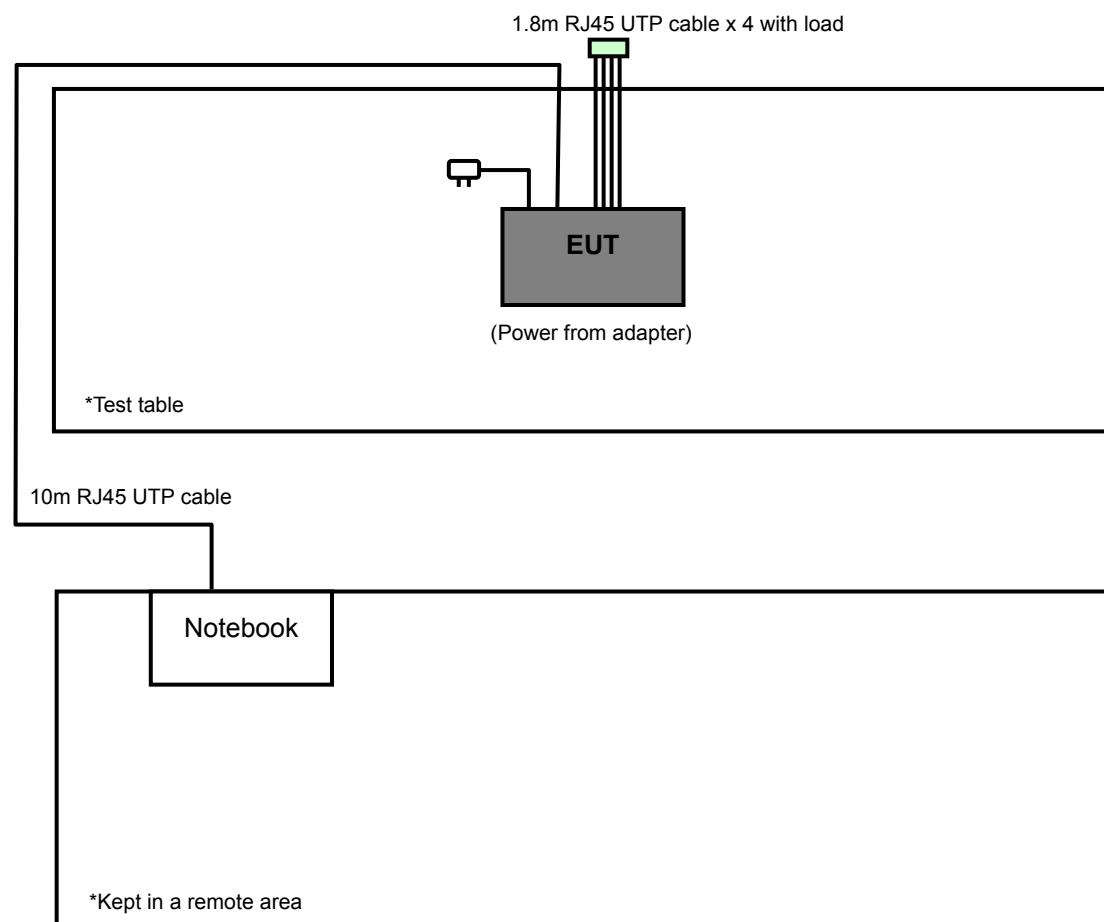 1.8m RJ45 UTP cable x 4 with load
EUT
(Power from adapter)
*Test table
10m RJ45 UTP cable
Notebook
*Kept in a remote area